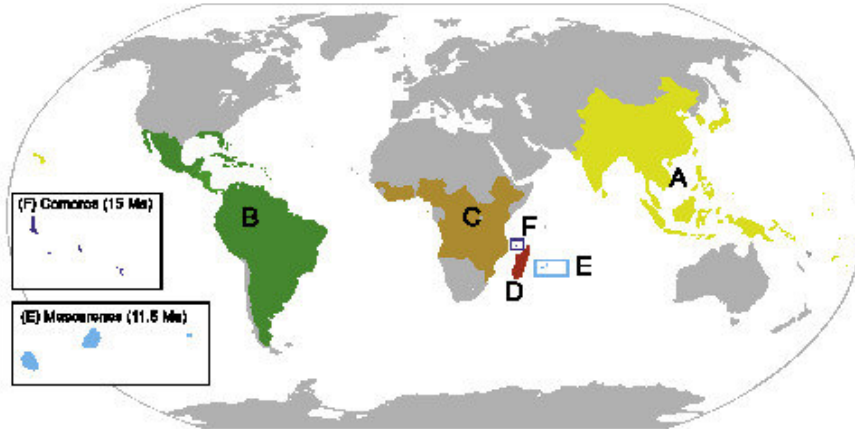 A
B
C
F
E
D
(F) Comoros (15 Ma)
(E) Mascarenes (11.5 Ma)